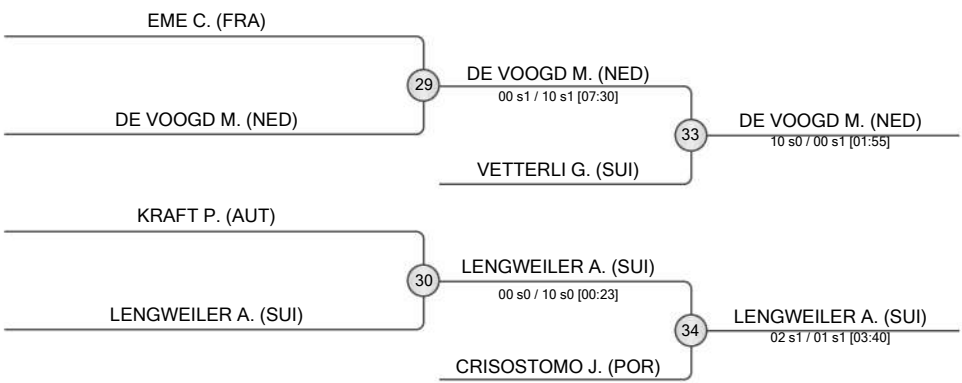 EME C. (FRA)
29
DE VOOGD M. (NED)
00 s1 / 10 s1 [07:30]
DE VOOGD M. (NED)
33
DE VOOGD M. (NED)
10 s0 / 00 s1 [01:55]
VETTERLI G. (SUI)
KRAFT P. (AUT)
30
LENGWEILER A. (SUI)
00 s0 / 10 s0 [00:23]
LENGWEILER A. (SUI)
34
LENGWEILER A. (SUI)
02 s1 / 01 s1 [03:40]
CRISOSTOMO J. (POR)